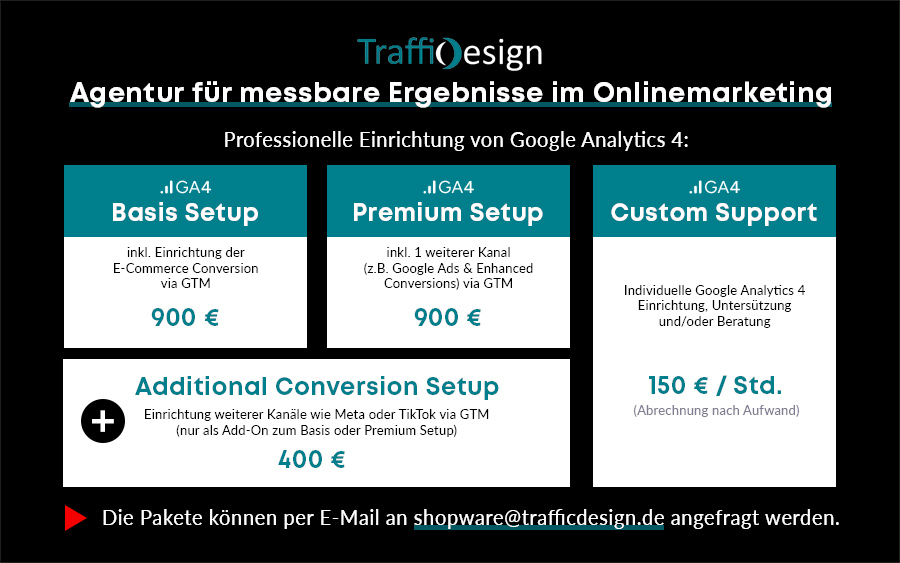 TrafficDesign
Agentur für messbare Ergebnisse im Onlinemarketing
Professionelle Einrichtung von Google Analytics 4:
GA4
Basis Setup
inkl. Einrichtung der
E-Commerce Conversion
via GTM
900 €
GA4
Premium Setup
inkl. 1 weiterer Kanal
(z.B. Google Ads & Enhanced
Conversions) via GTM
900 €
GA4
Custom Support
Individuelle Google Analytics 4
Einrichtung, Untersützung
und/oder Beratung
150 € / Std.
(Abrechnung nach Aufwand)
Additional Conversion Setup
Einrichtung weiterer Kanäle wie Meta oder TikTok via GTM
(nur als Add-On zum Basis oder Premium Setup)
400 €
Die Pakete können per E-Mail an shopware@trafficdesign.de angefragt werden.